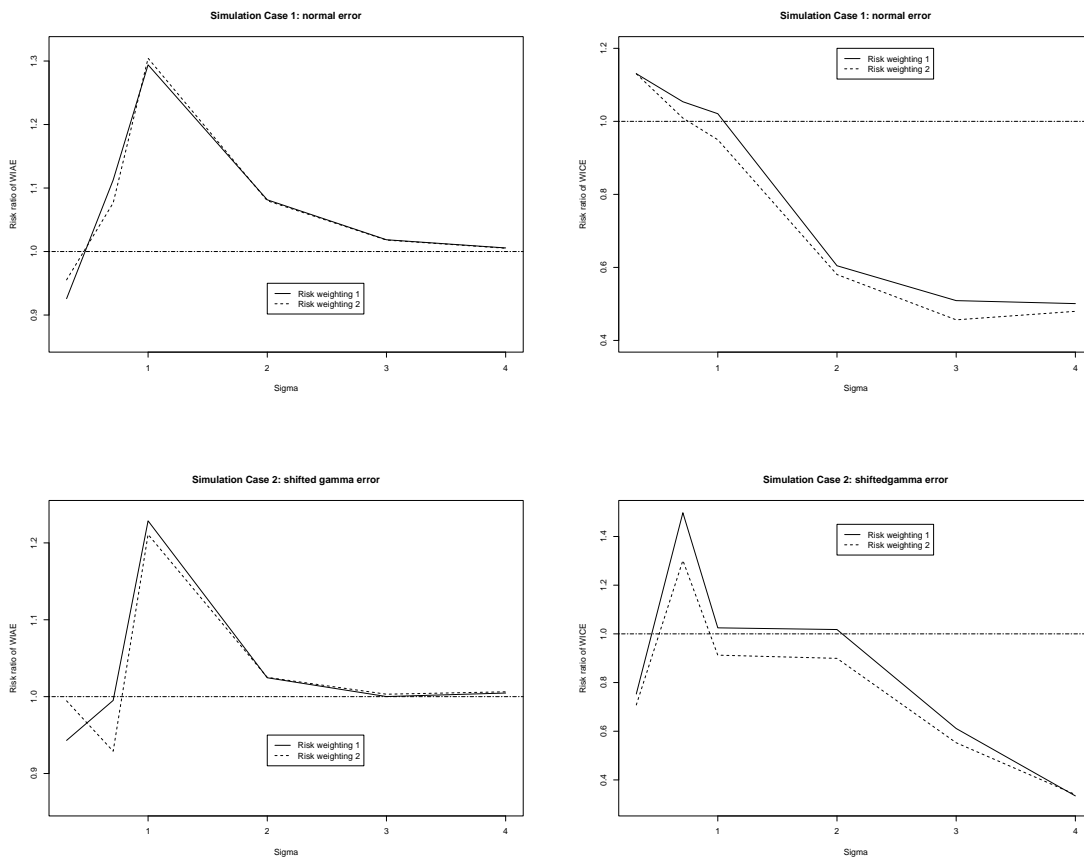 Simulation Case 1: normal error
Risk ratio of WIAE
1.3
1.2
1.1
1.0
0.9
Risk weighting 1
Risk weighting 2
1 2 3 4
Sigma
Simulation Case 1: normal error
Risk ratio of WICE
1.2
1.0
0.8
0.6
0.4
Risk weighting 1
Risk weighting 2
1 2 3 4
Sigma
Simulation Case 2: shifted gamma error
Risk ratio of WIAE
1.2
1.1
1.0
0.9
Risk weighting 1
Risk weighting 2
1 2 3 4
Sigma
Simulation Case 2: shiftedgamma error
Risk ratio of WICE
1.4
1.2
1.0
0.8
0.6
0.4
Risk weighting 1
Risk weighting 2
1 2 3 4
Sigma